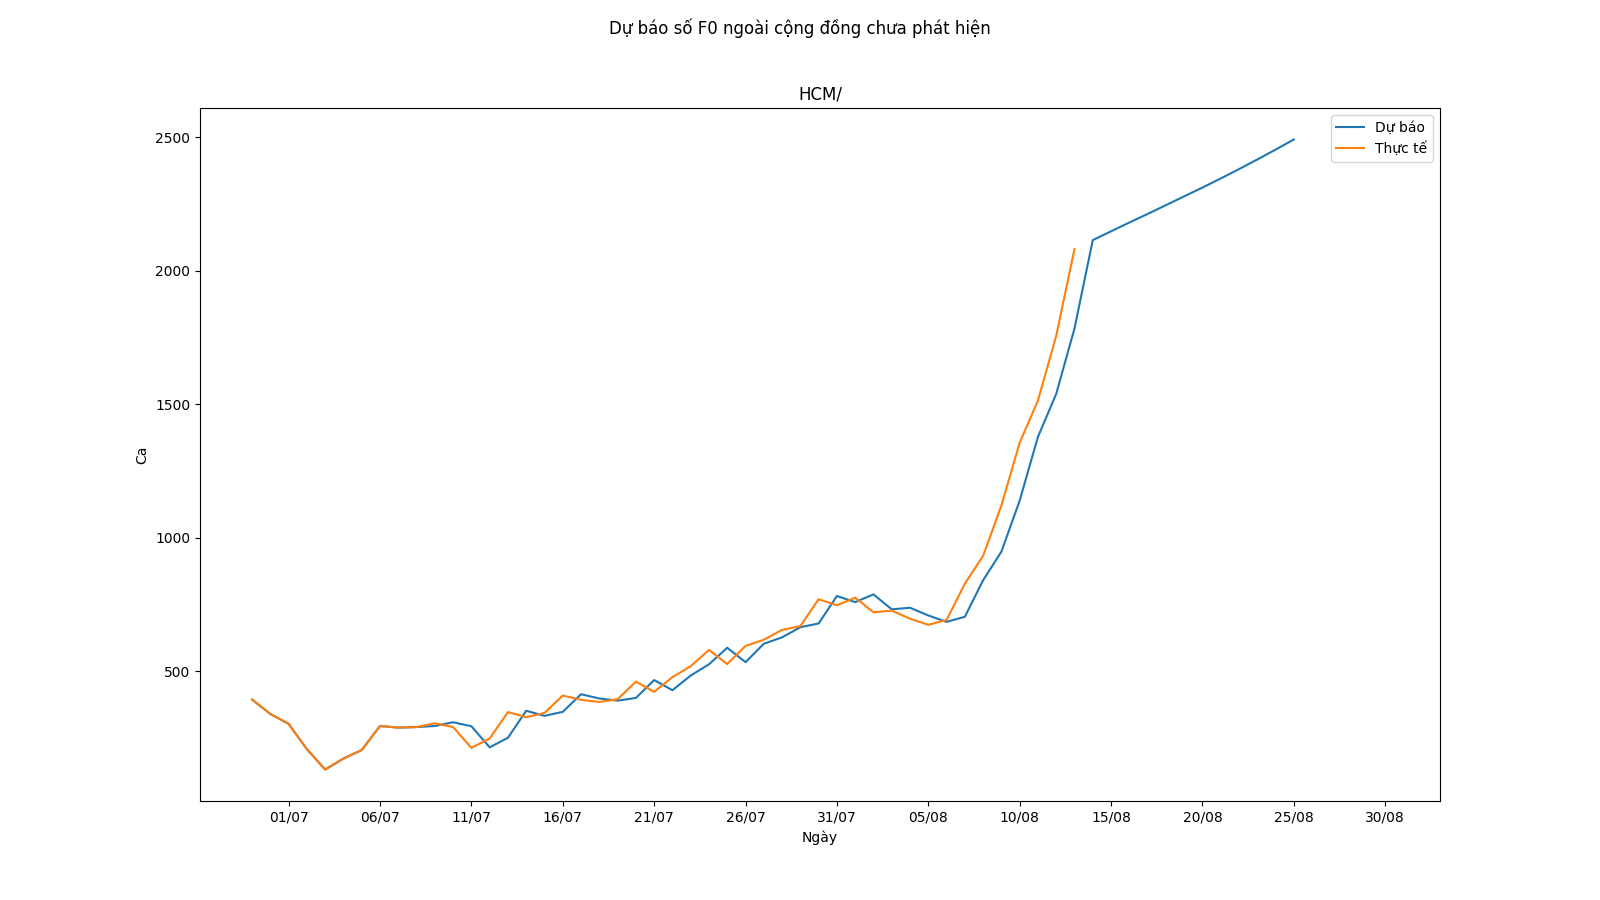 Dự báo số F0 ngoài cộng đồng chưa phát hiện
HCM/
Dự báo
Thực tế
2500
2000
1500
1000
500
Ca
01/07 06/07 11/07 16/07 21/07 26/07 31/07 05/08 10/08 15/08 20/08 25/08 30/08
Ngày